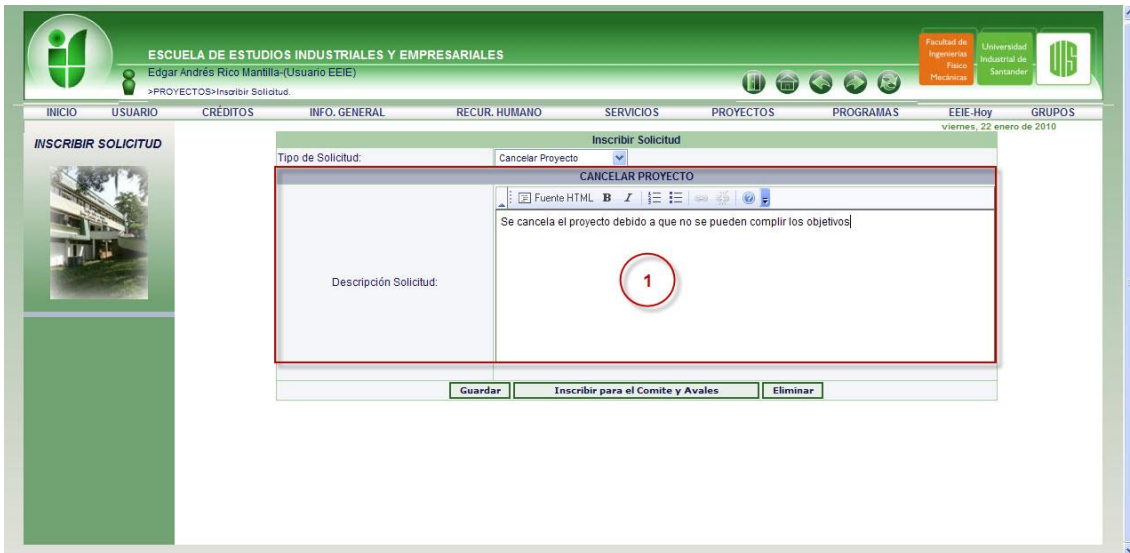 ESCUELA DE ESTUDIOS INDUSTRIALES Y EMPRESARIALES
Edgar Andrés Rico Mantilla-(Usuario EEIE)
>PROYECTOS>Inscribir Solicitud.
Facultad de
Ingenierías
Físico
Mecánicas
Universidad
Industrial de
Santander
UIS
INICIO USUARIO CRÉDITOS INFO. GENERAL RECUR. HUMANO SERVICIOS PROYECTOS PROGRAMAS EEIE-Hoy GRUPOS
viernes, 22 enero de 2010
INSCRIBIR SOLICITUD
Inscribir Solicitud
Tipo de Solicitud: Cancelar Proyecto
CANCELAR PROYECTO
Fuente HTML B I
Se cancela el proyecto debido a que no se pueden complir los objetivos
Descripción Solicitud:
1
Guardar Inscribir para el Comite y Avales Eliminar